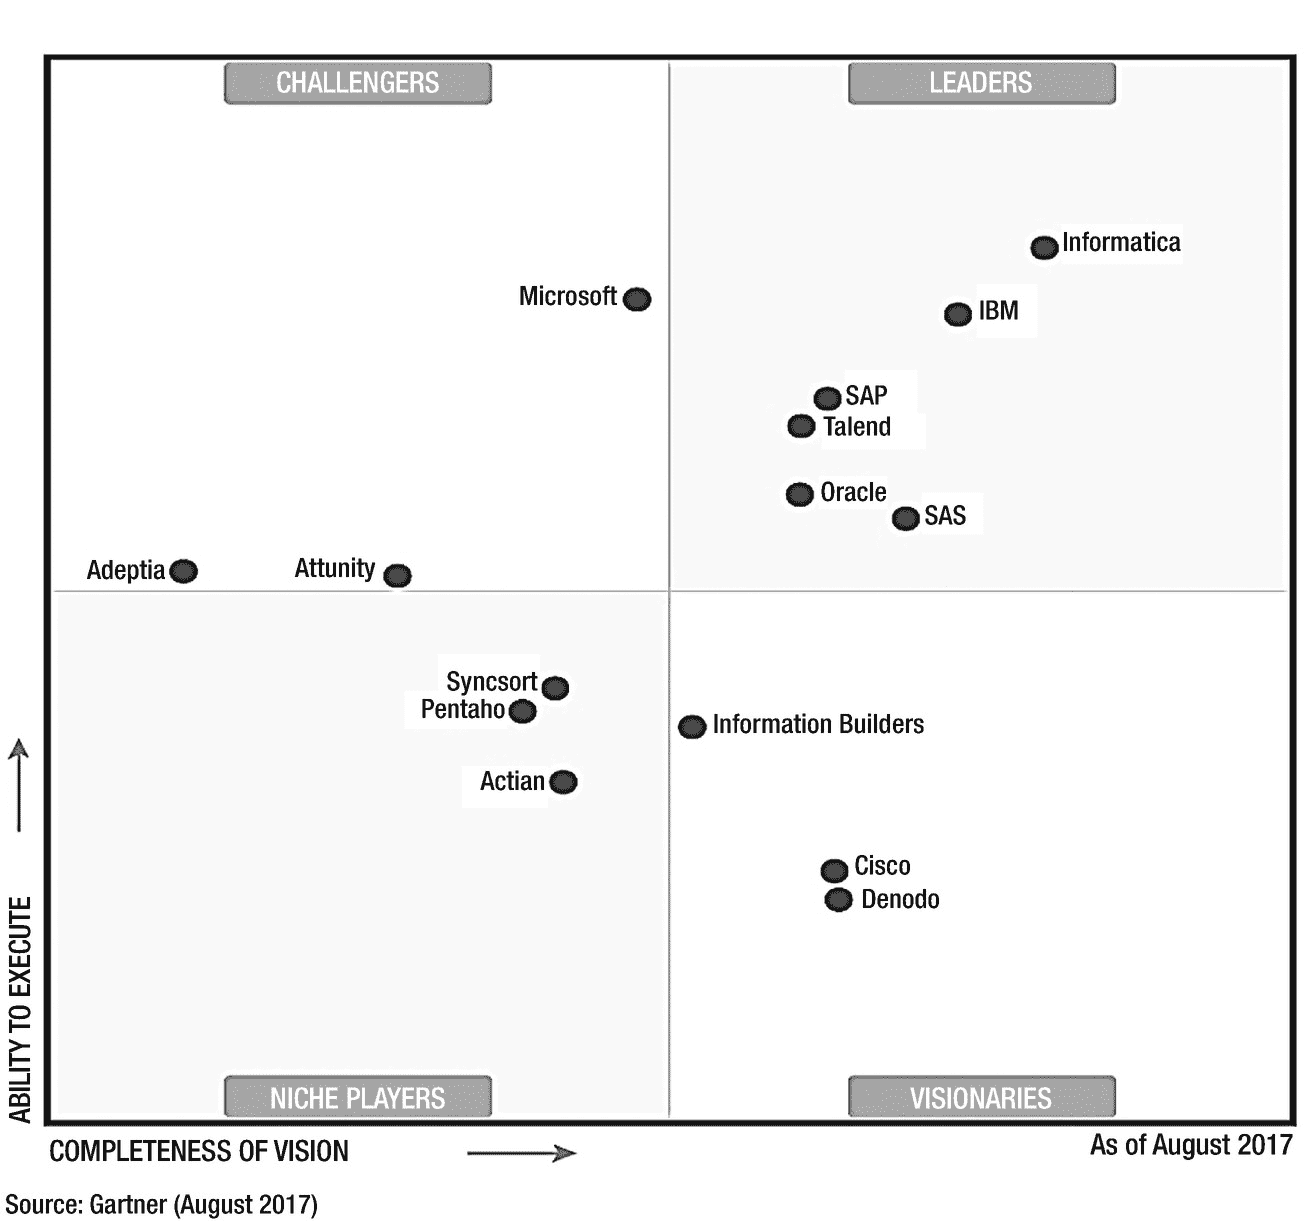 CHALLENGERS
LEADERS
Informatica
Microsoft
IBM
SAP
Talend
Oracle
SAS
Adeptia
Attunity
Syncsort
Pentaho
Information Builders
Actian
Cisco
Denodo
ABILITY TO EXECUTE
NICHE PLAYERS
VISIONARIES
COMPLETENESS OF VISION
As of August 2017
Source: Gartner (August 2017)